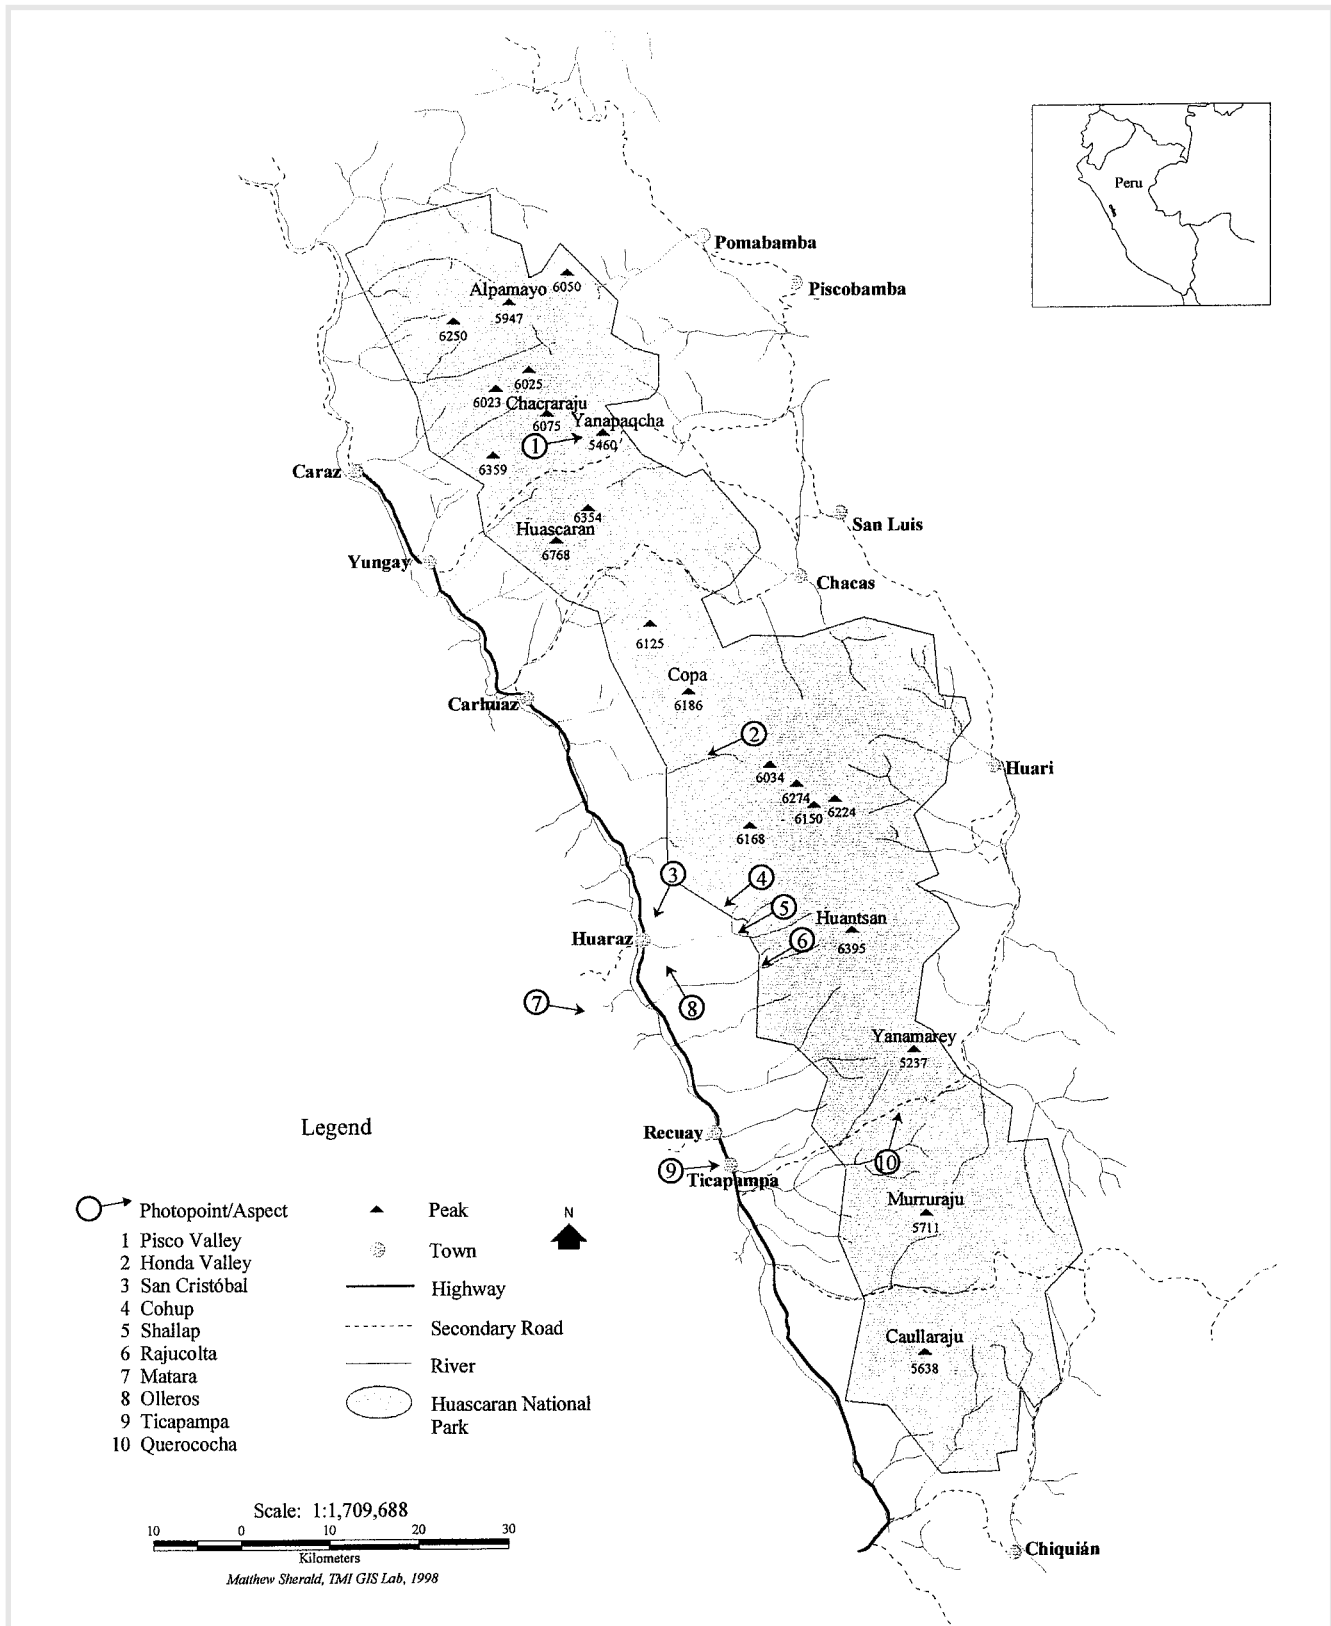 Peru
Pomabamba
Piscobamba
6050
Alpamayo
5947
6250
6025
6023
Chacraraju
6075
Yanapaqcha
5460
1
6359
Caraz
San Luis
6354
Huascaran
6768
Yungay
Chacas
6125
Copa
6186
Carhuaz
2
6034
Huari
6274
6150
6224
6168
3
4
5
Huantsan
6395
Huaraz
6
7
8
Yanamarey
5237
Recuay
9
Ticapampa
10
Murruraju
5711
Caullaraju
5638
Chiquián
Legend
Photopoint/Aspect
1 Pisco Valley
2 Honda Valley
3 San Cristóbal
4 Cohup
5 Shallap
6 Rajucolta
7 Matara
8 Olleros
9 Ticapampa
10 Querococha
Peak
Town
Highway
Secondary Road
River
Huascaran National
Park
N
Scale: 1:1,709,688
10 0 10 20 30
Kilometers
Matthew Sherald, TMI GIS Lab, 1998